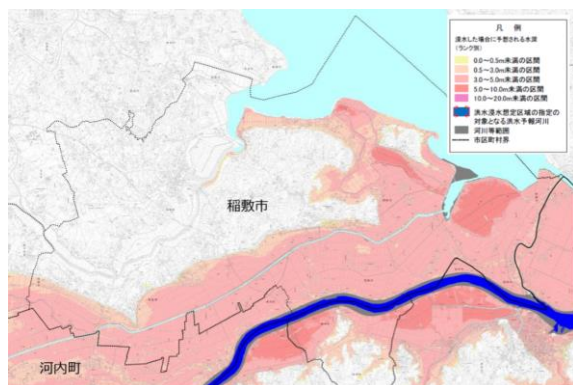 凡 例
浸水した場合に予想される水深
(ランク別)
0.0〜0.5m未満の区間
0.5〜3.0m未満の区間
3.0〜5.0m未満の区間
5.0〜10.0m未満の区間
10.0〜20.0m未満の区間
洪水浸水想定区域の指定の
対象となる洪水予報河川
河川等範囲
市区町村界
稲敷市
河内町